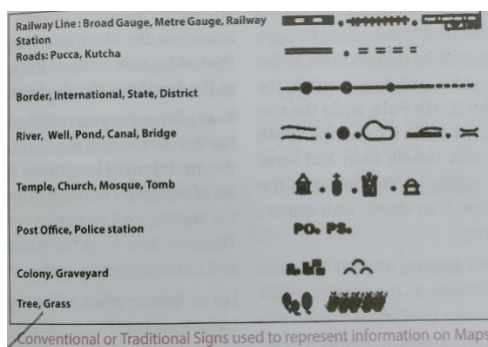 Railway Line : Broad Gauge, Metre Gauge, Railway
Station
Roads: Pucca, Kutcha
Border, International, State, District
River, Well, Pond, Canal, Bridge
Temple, Church, Mosque, Tomb
Post Office, Police station
PO. PS.
Colony, Graveyard
Tree, Grass
Conventional or Traditional Signs used to represent information on Maps